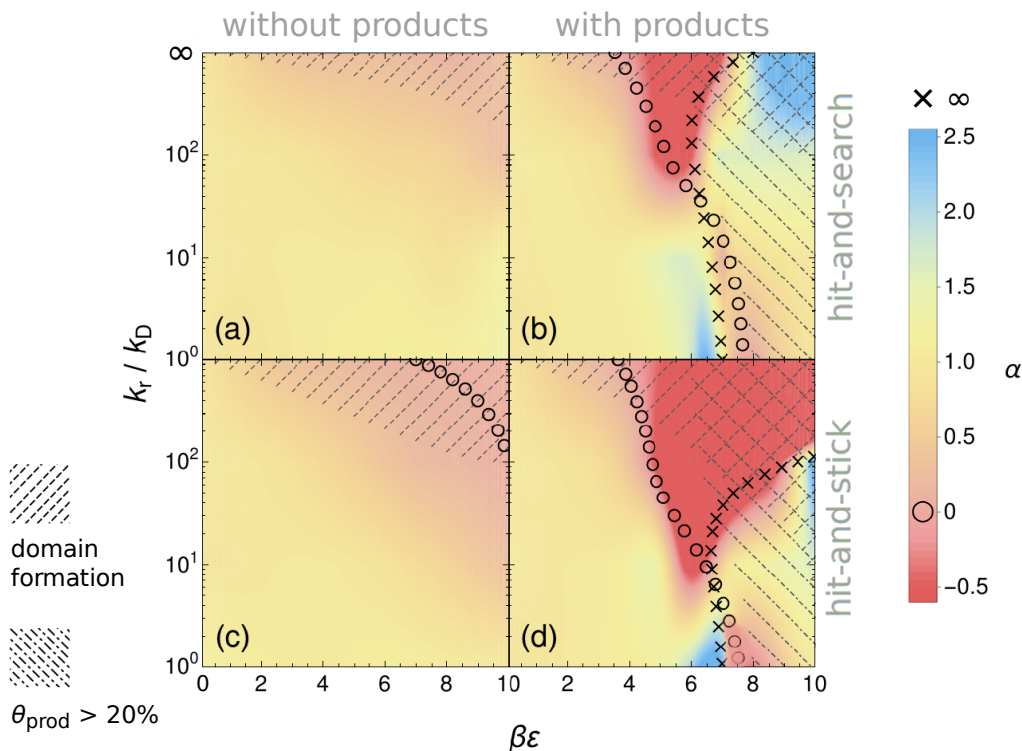 without products
with products
∞
10²
10¹
10⁰
10²
10¹
10⁰
k_r / k_D
(a)
(b)
(c)
(d)
hit-and-search
hit-and-stick
× ∞
2.5
2.0
1.5
1.0
0.5
0
−0.5
α
domain
formation
θ_prod > 20%
0 2 4 6 8 10 2 4 6 8 10
βε